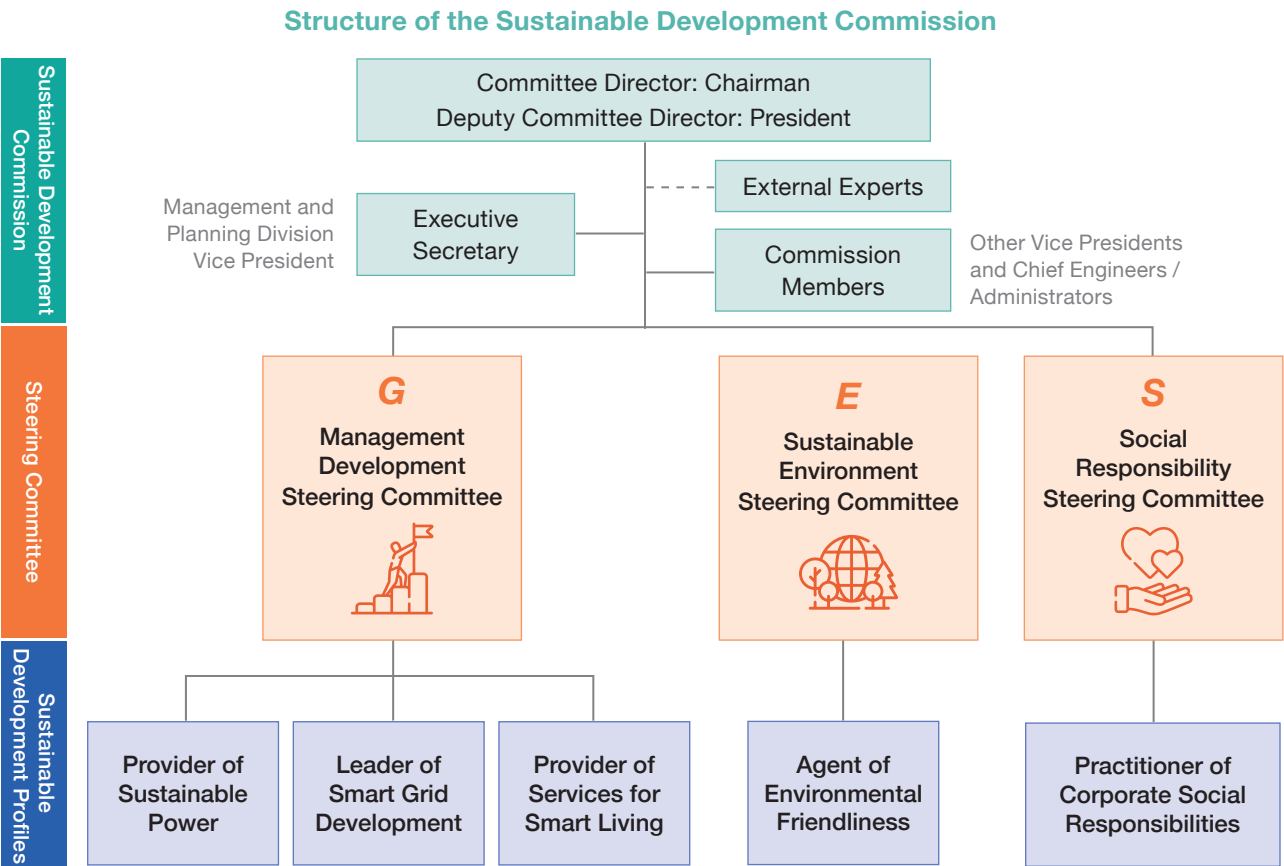 Structure of the Sustainable Development Commission
Sustainable Development
Commission
Committee Director: Chairman
Deputy Committee Director: President
External Experts
Management and
Planning Division
Vice President
Executive
Secretary
Commission
Members
Other Vice Presidents
and Chief Engineers /
Administrators
Steering Committee
G
Management
Development
Steering Committee
E
Sustainable
Environment
Steering Committee
S
Social
Responsibility
Steering Committee
Sustainable
Development Profiles
Provider of
Sustainable
Power
Leader of
Smart Grid
Development
Provider of
Services for
Smart Living
Agent of
Environmental
Friendliness
Practitioner of
Corporate Social
Responsibilities